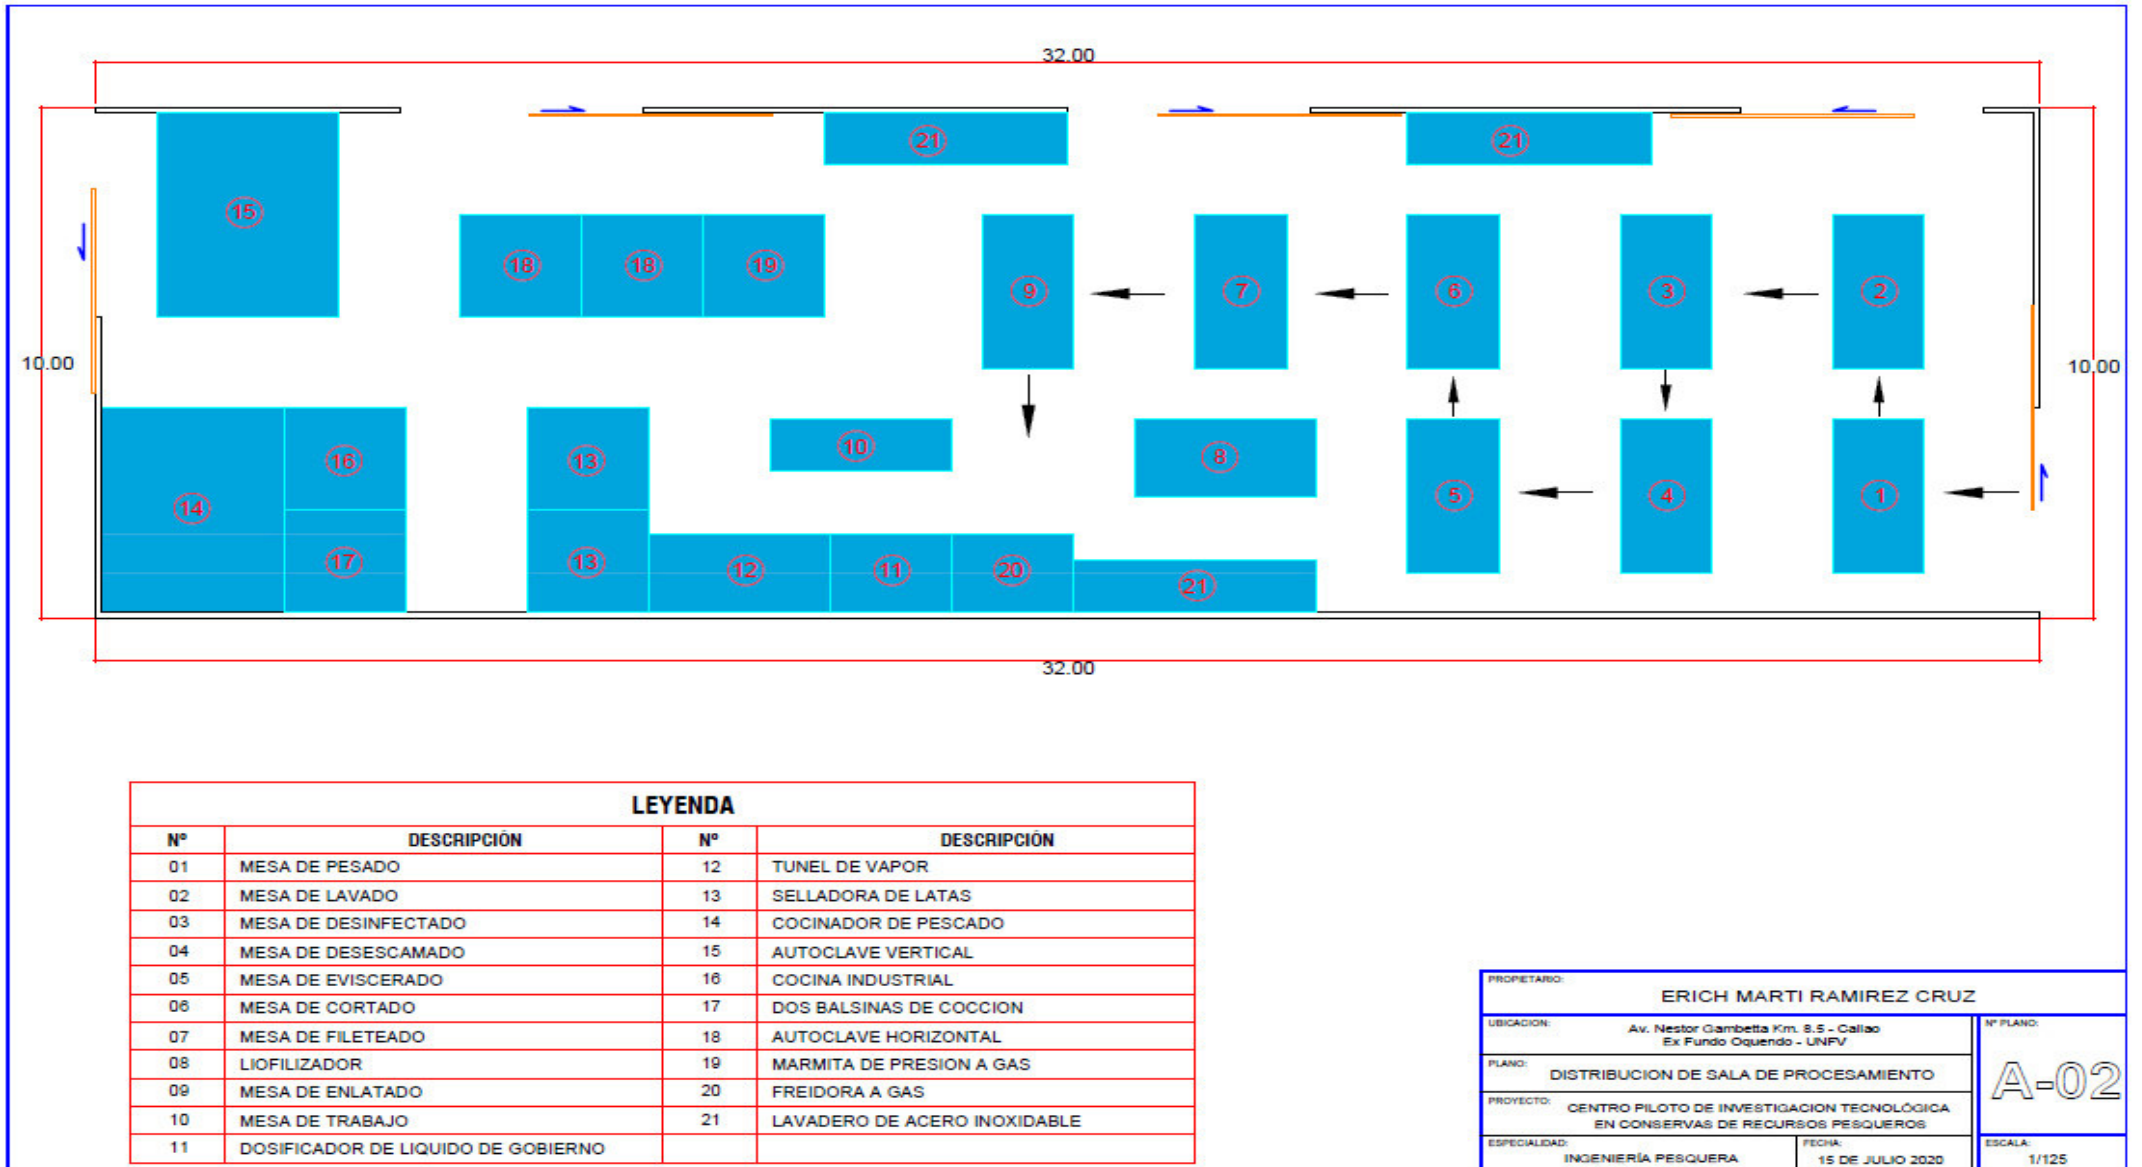 32.00
21
21
15
18
18
19
9
7
6
3
2
10.00
10.00
16
13
10
8
14
5
4
1
17
13
12
11
20
21
32.00
LEYENDA
Nº DESCRIPCIÓN Nº DESCRIPCIÓN
01 MESA DE PESADO 12 TUNEL DE VAPOR
02 MESA DE LAVADO 13 SELLADORA DE LATAS
03 MESA DE DESINFECTADO 14 COCINADOR DE PESCADO
04 MESA DE DESESCAMADO 15 AUTOCLAVE VERTICAL
05 MESA DE EVISCERADO 16 COCINA INDUSTRIAL
06 MESA DE CORTADO 17 DOS BALSINAS DE COCCION
07 MESA DE FILETEADO 18 AUTOCLAVE HORIZONTAL
08 LIOFILIZADOR 19 MARMITA DE PRESION A GAS
09 MESA DE ENLATADO 20 FREIDORA A GAS
10 MESA DE TRABAJO 21 LAVADERO DE ACERO INOXIDABLE
11 DOSIFICADOR DE LIQUIDO DE GOBIERNO
PROPIETARIO:
ERICH MARTI RAMIREZ CRUZ
UBICACION: Av. Nestor Gambetta Km. 8.5 - Callao
Ex Fundo Oquendo - UNFV
Nº PLANO:
A-02
PLANO: DISTRIBUCION DE SALA DE PROCESAMIENTO
PROYECTO: CENTRO PILOTO DE INVESTIGACION TECNOLÓGICA
EN CONSERVAS DE RECURSOS PESQUEROS
ESPECIALIDAD: INGENIERÍA PESQUERA
FECHA: 15 DE JULIO 2020
ESCALA: 1/125